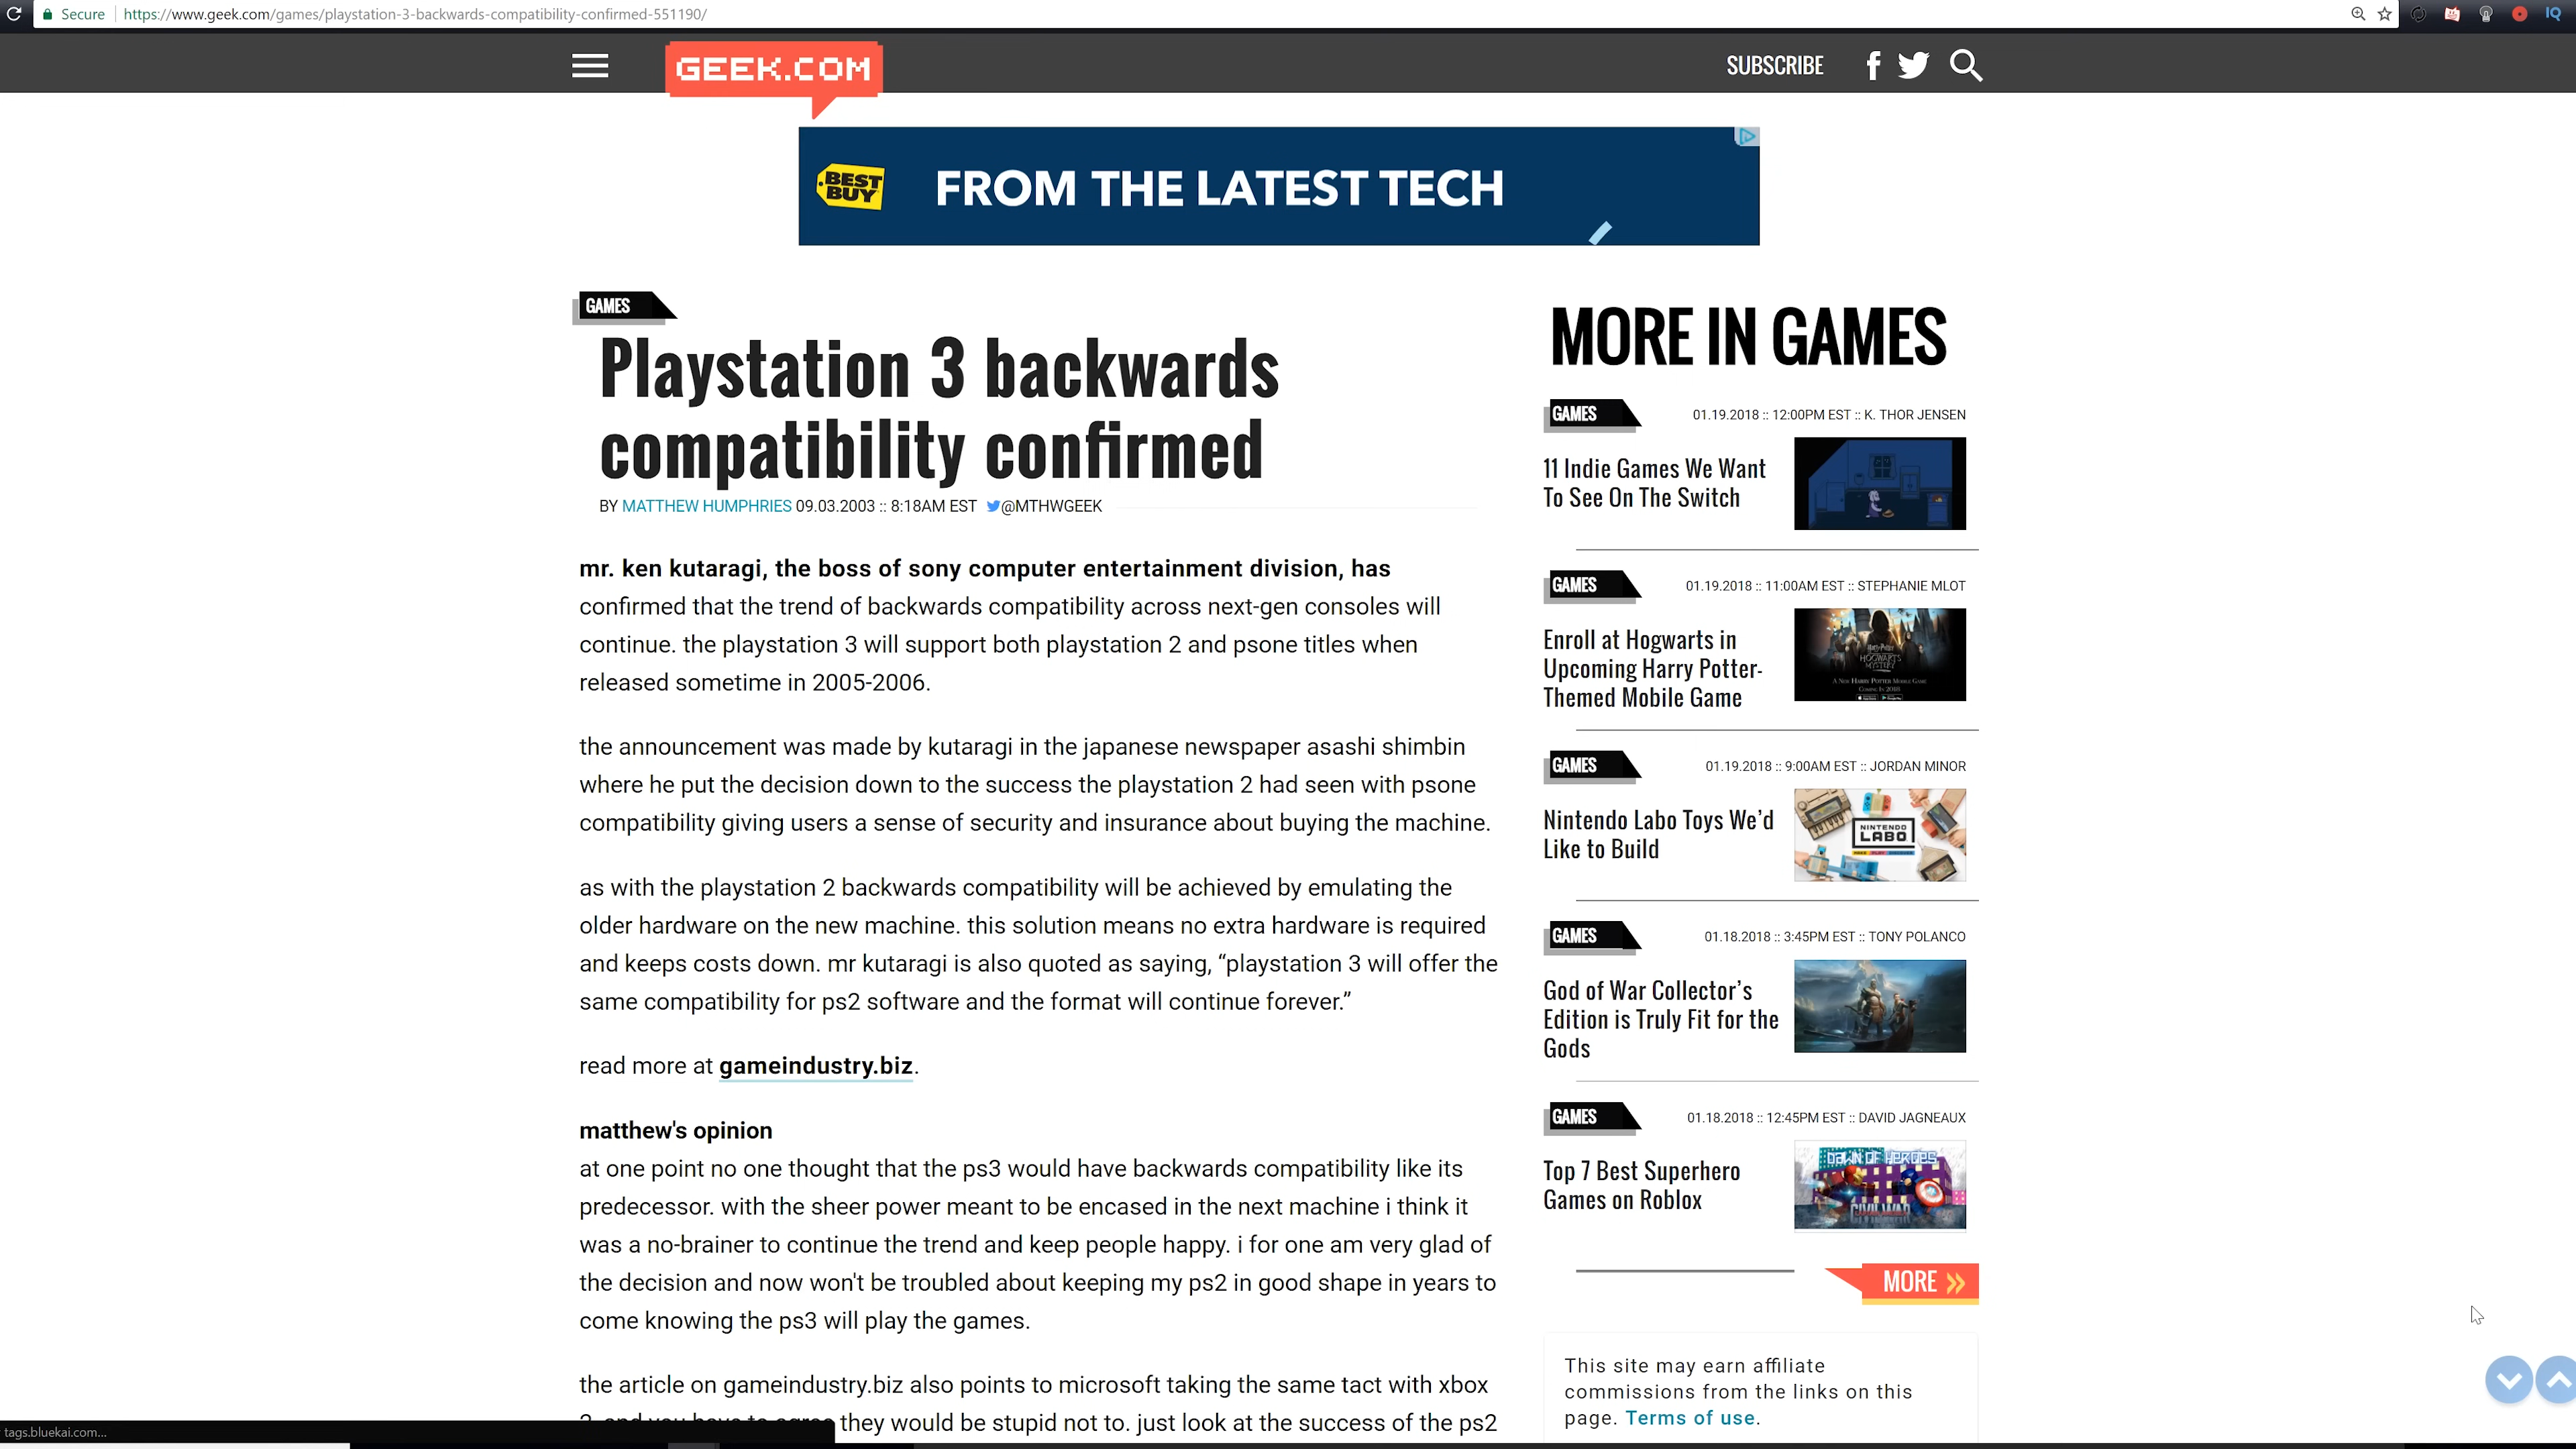 Secure https://www.geek.com/games/playstation-3-backwards-compatibility-confirmed-551190/
IQ
GEEK.COM
SUBSCRIBE
BEST BUY
FROM THE LATEST TECH
GAMES
Playstation 3 backwards
compatibility confirmed
BY MATTHEW HUMPHRIES 09.03.2003 :: 8:18AM EST @MTHWGEEK
mr. ken kutaragi, the boss of sony computer entertainment division, has
confirmed that the trend of backwards compatibility across next-gen consoles will
continue. the playstation 3 will support both playstation 2 and psone titles when
released sometime in 2005-2006.
the announcement was made by kutaragi in the japanese newspaper asashi shimbin
where he put the decision down to the success the playstation 2 had seen with psone
compatibility giving users a sense of security and insurance about buying the machine.
as with the playstation 2 backwards compatibility will be achieved by emulating the
older hardware on the new machine. this solution means no extra hardware is required
and keeps costs down. mr kutaragi is also quoted as saying, “playstation 3 will offer the
same compatibility for ps2 software and the format will continue forever.”
read more at gameindustry.biz.
matthew's opinion
at one point no one thought that the ps3 would have backwards compatibility like its
predecessor. with the sheer power meant to be encased in the next machine i think it
was a no-brainer to continue the trend and keep people happy. i for one am very glad of
the decision and now won't be troubled about keeping my ps2 in good shape in years to
come knowing the ps3 will play the games.
the article on gameindustry.biz also points to microsoft taking the same tact with xbox
they would be stupid not to. just look at the success of the ps2
tags.bluekai.com...
MORE IN GAMES
GAMES
01.19.2018 :: 12:00PM EST :: K. THOR JENSEN
11 Indie Games We Want
To See On The Switch
GAMES
01.19.2018 :: 11:00AM EST :: STEPHANIE MLOT
Enroll at Hogwarts in
Upcoming Harry Potter-
Themed Mobile Game
HOGWARTS
MYSTERY
A NEW HARRY POTTER MOBILE GAME
COMING IN 2018
GAMES
01.19.2018 :: 9:00AM EST :: JORDAN MINOR
Nintendo Labo Toys We’d
Like to Build
NINTENDO
LABO
GAMES
01.18.2018 :: 3:45PM EST :: TONY POLANCO
God of War Collector’s
Edition is Truly Fit for the
Gods
GAMES
01.18.2018 :: 12:45PM EST :: DAVID JAGNEAUX
Top 7 Best Superhero
Games on Roblox
DAWN OF HEROES
CIVIL WAR
MORE
This site may earn affiliate
commissions from the links on this
page. Terms of use.